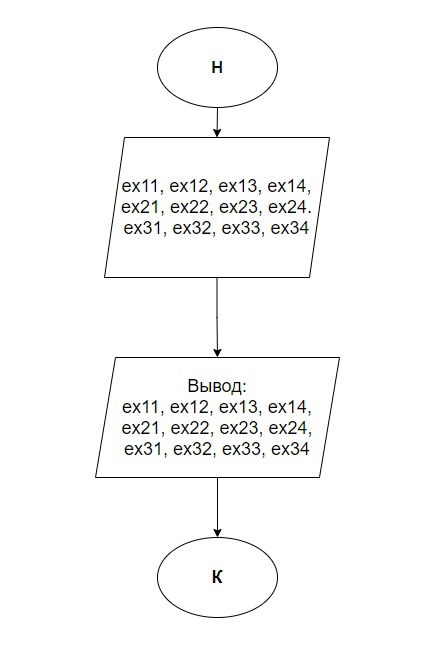 Н
ex11, ex12, ex13, ex14,
ex21, ex22, ex23, ex24.
ex31, ex32, ex33, ex34
Вывод:
ex11, ex12, ex13, ex14,
ex21, ex22, ex23, ex24,
ex31, ex32, ex33, ex34
К